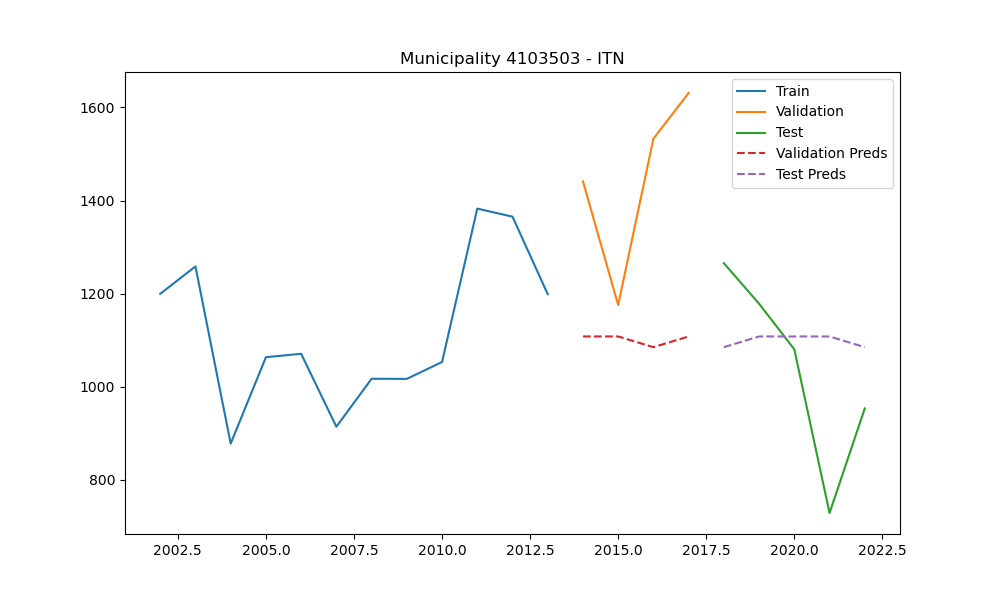 Municipality 4103503 - ITN
1600
1400
1200
1000
800
2002.5 2005.0 2007.5 2010.0 2012.5 2015.0 2017.5 2020.0 2022.5
Train
Validation
Test
Validation Preds
Test Preds